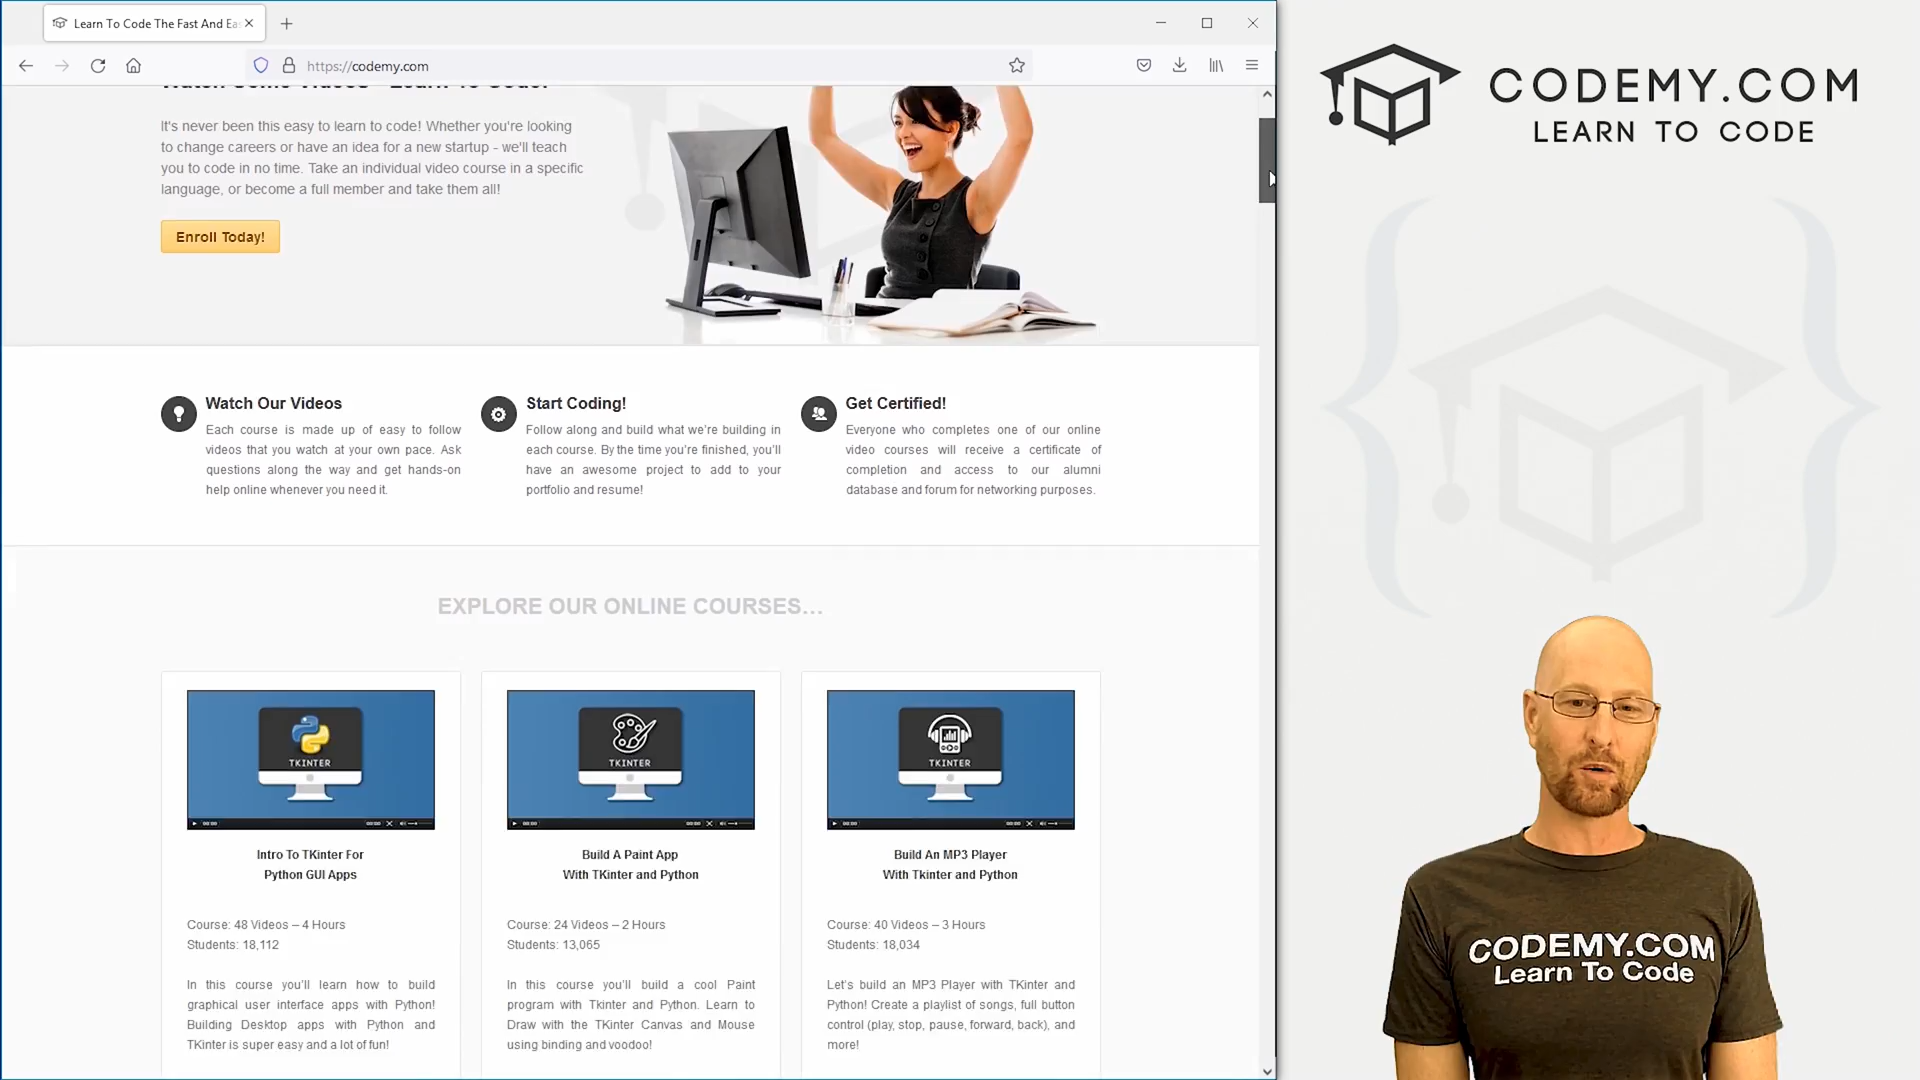 Learn To Code The Fast And Ea
https://codemy.com
CODEMY.COM
LEARN TO CODE
It's never been this easy to learn to code! Whether you're looking
to change careers or have an idea for a new startup - we'll teach
you to code in no time. Take an individual video course in a specific
language, or become a full member and take them all!
Enroll Today!
Watch Our Videos
Each course is made up of easy to follow
videos that you watch at your own pace. Ask
questions along the way and get hands-on
help online whenever you need it.
Start Coding!
Follow along and build what we're building in
each course. By the time you're finished, you'll
have an awesome project to add to your
portfolio and resume!
Get Certified!
Everyone who completes one of our online
video courses will receive a certificate of
completion and access to our alumni
database and forum for networking purposes.
EXPLORE OUR ONLINE COURSES...
TKINTER
00:00
00:00
Intro To TKinter For
Python GUI Apps
Course: 48 Videos – 4 Hours
Students: 18,112
In this course you'll learn how to build
graphical user interface apps with Python!
Building Desktop apps with Python and
TKinter is super easy and a lot of fun!
TKINTER
00:00
00:00
Build A Paint App
With TKinter and Python
Course: 24 Videos – 2 Hours
Students: 13,065
In this course you'll build a cool Paint
program with Tkinter and Python. Learn to
Draw with the TKinter Canvas and Mouse
using binding and voodoo!
TKINTER
00:00
00:00
Build An MP3 Player
With Tkinter and Python
Course: 40 Videos – 3 Hours
Students: 18,034
Let's build an MP3 Player with TKinter and
Python! Create a playlist of songs, full button
control (play, stop, pause, forward, back), and
more!
CODEMY.COM
Learn To Code